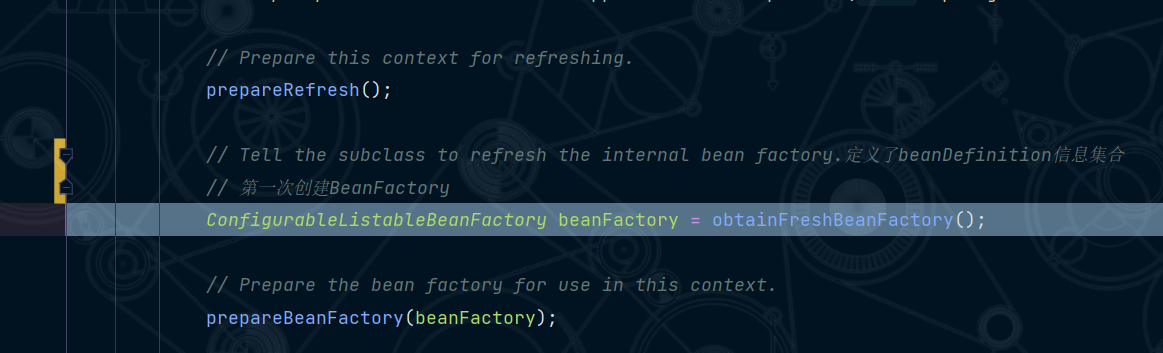 // Prepare this context for refreshing.
prepareRefresh();
// Tell the subclass to refresh the internal bean factory.定义了beanDefinition信息集合
// 第一次创建BeanFactory
ConfigurableListableBeanFactory beanFactory = obtainFreshBeanFactory();
// Prepare the bean factory for use in this context.
prepareBeanFactory(beanFactory);